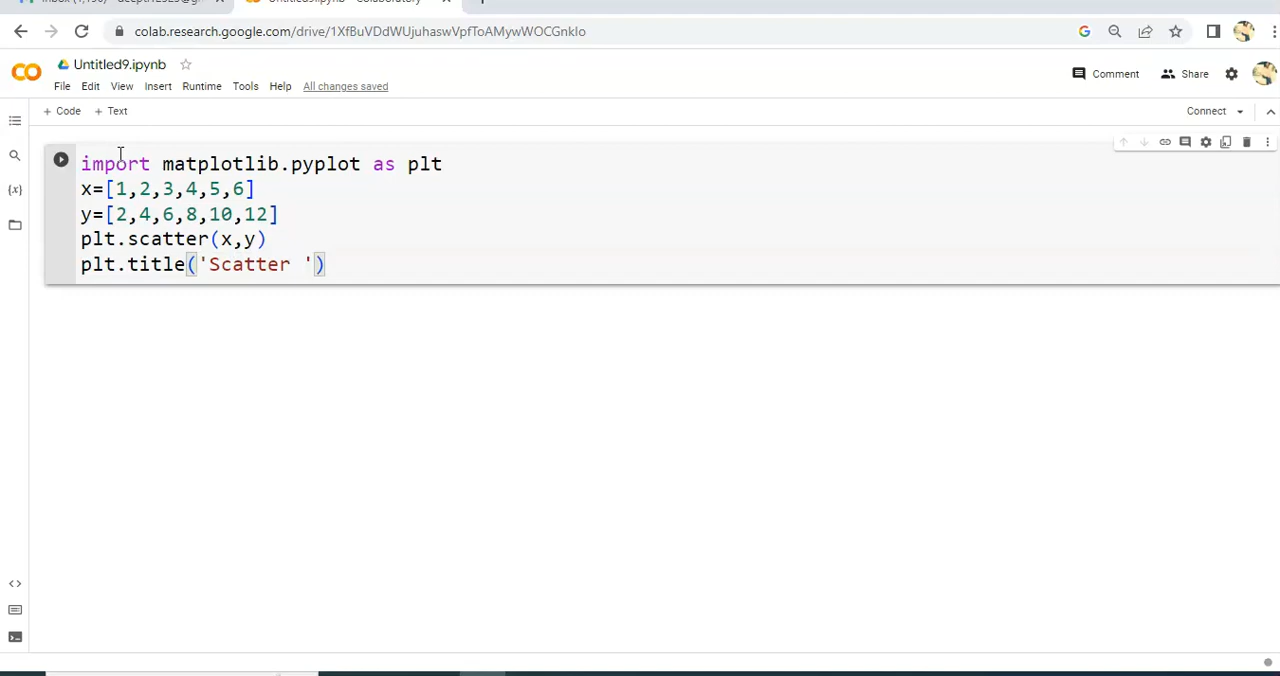 colab.research.google.com/drive/1XfBuVDdWUjuhaswVpfToAMywWOCGnkIo
Untitled9.ipynb
File Edit View Insert Runtime Tools Help All changes saved
Comment Share
+ Code + Text
Connect
import matplotlib.pyplot as plt
x=[1,2,3,4,5,6]
y=[2,4,6,8,10,12]
plt.scatter(x,y)
plt.title('Scatter ')
{x}